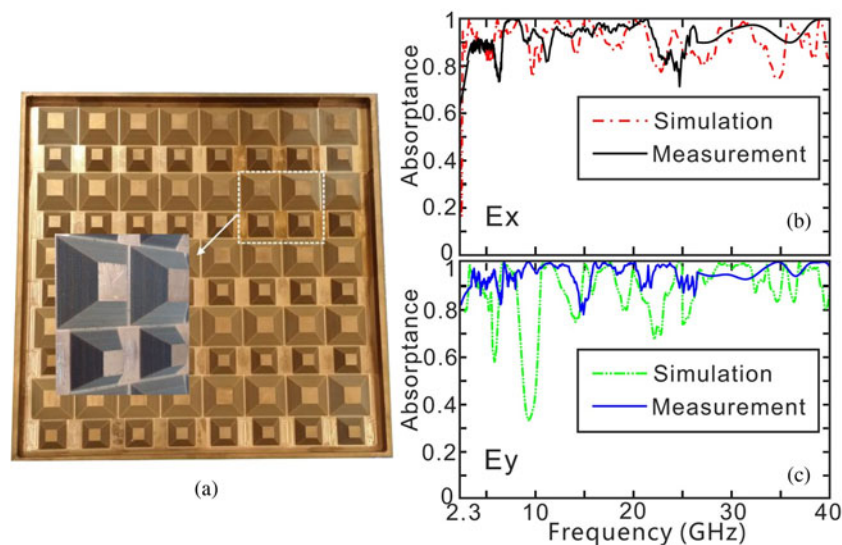 (a)
Absorptance
1
0.8
0.6
0.4
0.2
0
Simulation
Measurement
Ex
(b)
Absorptance
1
0.8
0.6
0.4
0.2
0
Simulation
Measurement
Ey
(c)
2.3 10 20 30 40
Frequency (GHz)